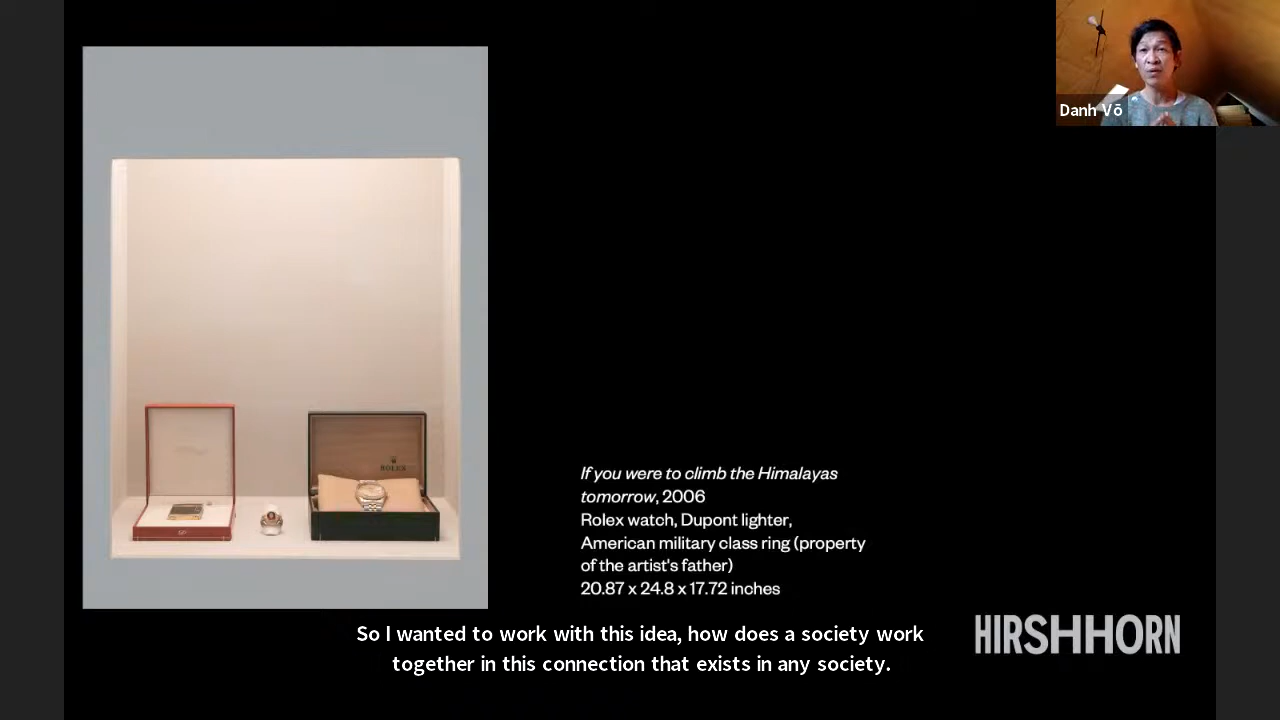 Danh Võ
ROLEX
If you were to climb the Himalayas
tomorrow, 2006
Rolex watch, Dupont lighter,
American military class ring (property
of the artist's father)
20.87 x 24.8 x 17.72 inches
HIRSHHORN
So I wanted to work with this idea, how does a society work
together in this connection that exists in any society.